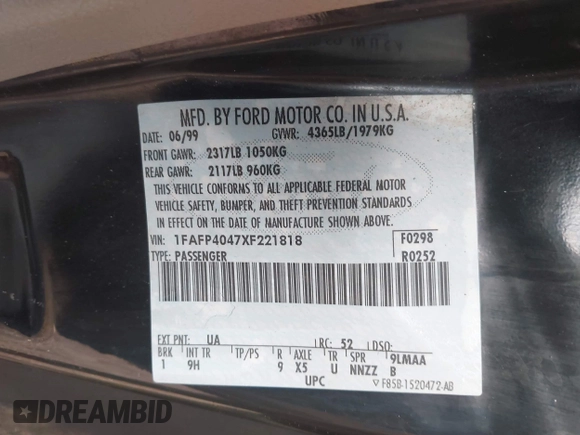 MFD. BY FORD MOTOR CO. IN U.S.A.
DATE: 06/99 GVWR: 4365LB/1979KG
FRONT GAWR: 2317LB 1050KG
REAR GAWR: 2117LB 960KG
THIS VEHICLE CONFORMS TO ALL APPLICABLE FEDERAL MOTOR
VEHICLE SAFETY, BUMPER, AND THEFT PREVENTION STANDARDS
IN EFFECT ON THE DATE OF MANUFACTURE SHOWN ABOVE.
VIN: 1FAFP4047XF221818 F0298
TYPE: PASSENGER R0252
EXT PNT: UA RC: 52 DSO:
BRK INT TR TP/PS R AXLE TR SPR 9LMAA
1 9H 9 X5 U NNZZ B
UPC F85B-1520472-AB
DREAMBID